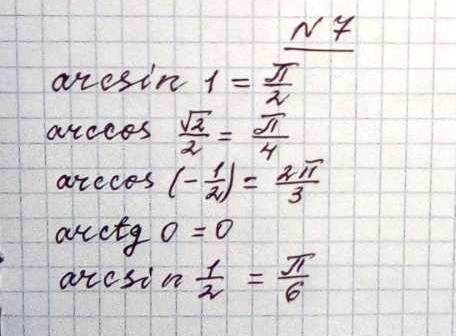 N 7
arcsin 1 = π/2
arccos √2/2 = π/4
arccos (-1/2) = 2π/3
arctg 0 = 0
arcsin 1/2 = π/6